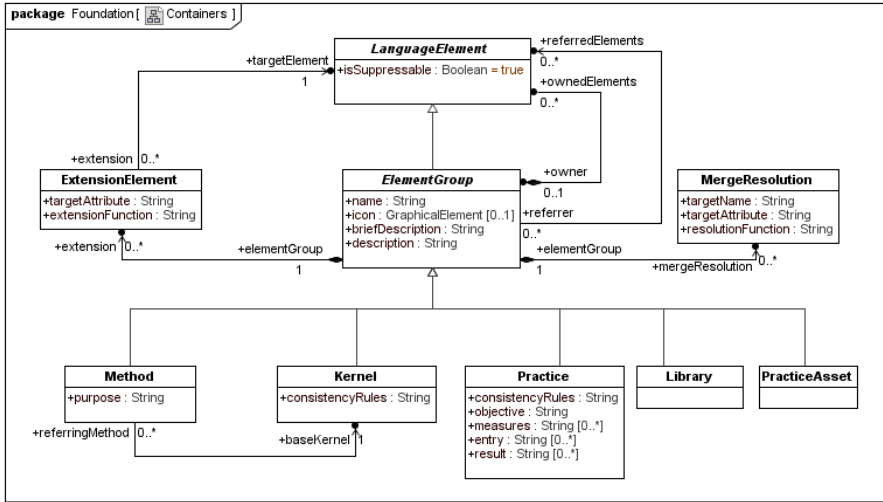 package Foundation[ Containers ]
LanguageElement
+isSuppressable : Boolean = true
+targetElement
1
+referredElements
0..*
+ownedElements
0..*
+extension 0..*
ExtensionElement
+targetAttribute : String
+extensionFunction : String
ElementGroup
+name : String
+icon : GraphicalElement [0..1]
+briefDescription : String
+description : String
+owner
0..1
+referrer
0..*
MergeResolution
+targetName : String
+targetAttribute : String
+resolutionFunction : String
+extension 0..*
+elementGroup
1
+elementGroup
1
+mergeResolution 0..*
Method
+purpose : String
Kernel
+consistencyRules : String
Practice
+consistencyRules : String
+objective : String
+measures : String [0..*]
+entry : String [0..*]
+result : String [0..*]
Library
PracticeAsset
+referringMethod 0..*
+baseKernel 1